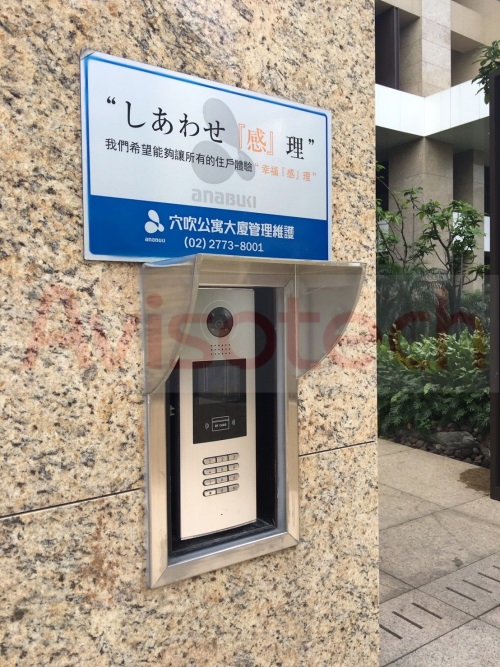 “しあわせ『感』理”
我們希望能夠讓所有的住戶體驗“幸福『感』理”
anabuki
anabuki
穴吹公寓大廈管理維護
(02) 2773-8001
Avisotech